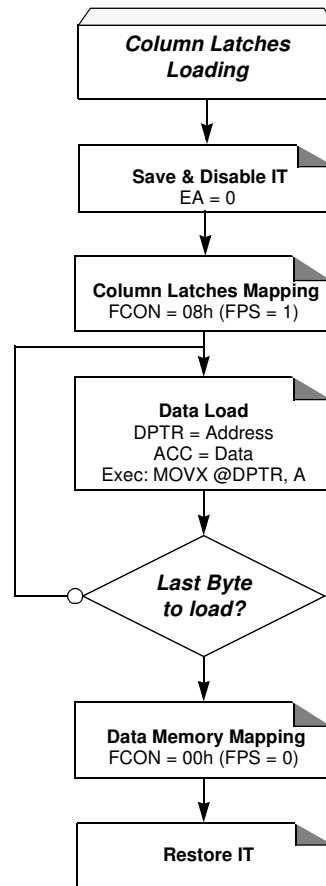 Column Latches
Loading
Save & Disable IT
EA = 0
Column Latches Mapping
FCON = 08h (FPS = 1)
Data Load
DPTR = Address
ACC = Data
Exec: MOVX @DPTR, A
Last Byte
to load?
Data Memory Mapping
FCON = 00h (FPS = 0)
Restore IT